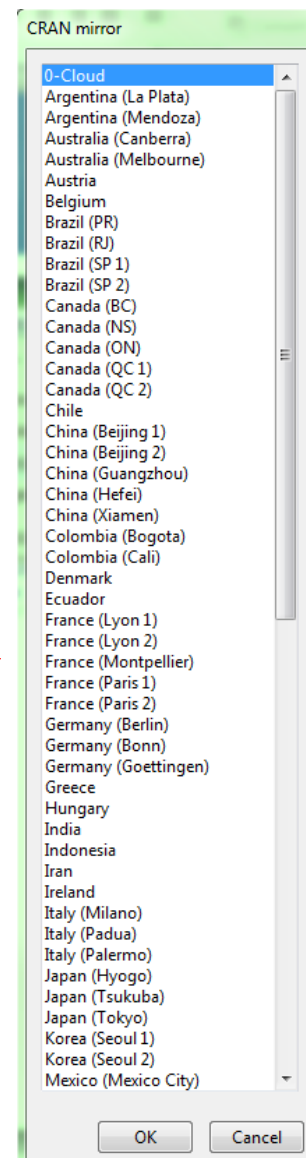 CRAN mirror
0-Cloud
Argentina (La Plata)
Argentina (Mendoza)
Australia (Canberra)
Australia (Melbourne)
Austria
Belgium
Brazil (PR)
Brazil (RJ)
Brazil (SP 1)
Brazil (SP 2)
Canada (BC)
Canada (NS)
Canada (ON)
Canada (QC 1)
Canada (QC 2)
Chile
China (Beijing 1)
China (Beijing 2)
China (Guangzhou)
China (Hefei)
China (Xiamen)
Colombia (Bogota)
Colombia (Cali)
Denmark
Ecuador
France (Lyon 1)
France (Lyon 2)
France (Montpellier)
France (Paris 1)
France (Paris 2)
Germany (Berlin)
Germany (Bonn)
Germany (Goettingen)
Greece
Hungary
India
Indonesia
Iran
Ireland
Italy (Milano)
Italy (Padua)
Italy (Palermo)
Japan (Hyogo)
Japan (Tsukuba)
Japan (Tokyo)
Korea (Seoul 1)
Korea (Seoul 2)
Mexico (Mexico City)
OK Cancel